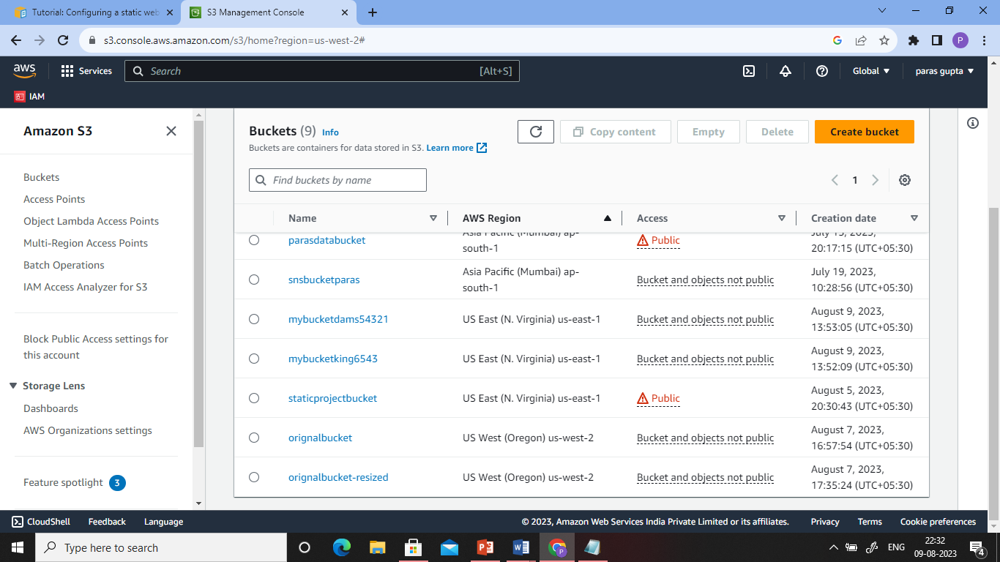 Tutorial: Configuring a static web
S3 Management Console
s3.console.aws.amazon.com/s3/home?region=us-west-2#
P
aws
Services
Search
[Alt+S]
Global
paras gupta
IAM
Amazon S3
Buckets
Access Points
Object Lambda Access Points
Multi-Region Access Points
Batch Operations
IAM Access Analyzer for S3
Block Public Access settings for
this account
Storage Lens
Dashboards
AWS Organizations settings
Feature spotlight 3
Buckets (9) Info
Buckets are containers for data stored in S3. Learn more
Copy content
Empty
Delete
Create bucket
Find buckets by name
1
Name AWS Region Access Creation date
parasdatabucket Asia Pacific (Mumbai) ap-south-1 Public July 15, 2023, 20:17:15 (UTC+05:30)
snsbucketparas Asia Pacific (Mumbai) ap-south-1 Bucket and objects not public July 19, 2023, 10:28:56 (UTC+05:30)
mybucketdams54321 US East (N. Virginia) us-east-1 Bucket and objects not public August 9, 2023, 13:53:05 (UTC+05:30)
mybucketking6543 US East (N. Virginia) us-east-1 Bucket and objects not public August 9, 2023, 13:52:09 (UTC+05:30)
staticprojectbucket US East (N. Virginia) us-east-1 Public August 5, 2023, 20:30:43 (UTC+05:30)
orignalbucket US West (Oregon) us-west-2 Bucket and objects not public August 7, 2023, 16:57:54 (UTC+05:30)
orignalbucket-resized US West (Oregon) us-west-2 Bucket and objects not public August 7, 2023, 17:35:24 (UTC+05:30)
CloudShell Feedback Language
© 2023, Amazon Web Services India Private Limited or its affiliates. Privacy Terms Cookie preferences
Type here to search
ENG
22:32
09-08-2023
4